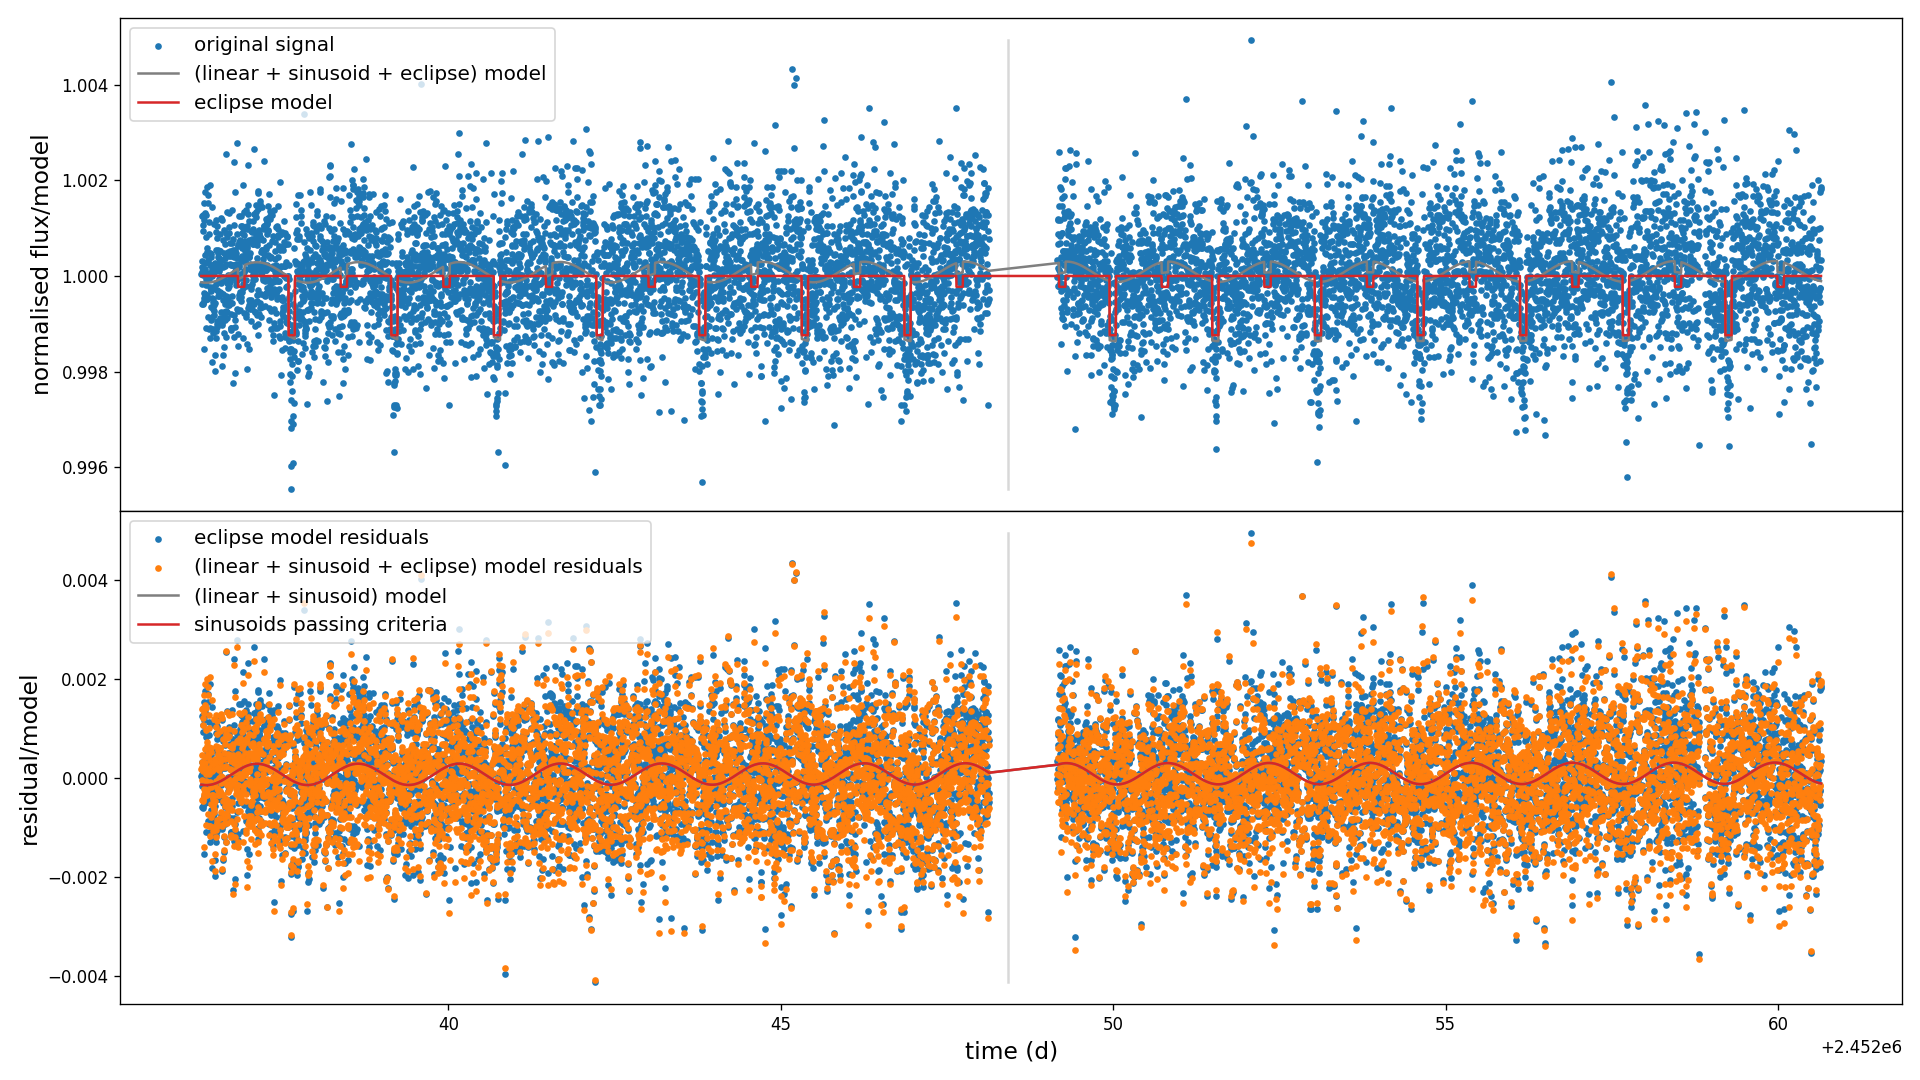 original signal
(linear + sinusoid + eclipse) model
eclipse model
normalised flux/model
1.004
1.002
1.000
0.998
0.996
eclipse model residuals
(linear + sinusoid + eclipse) model residuals
(linear + sinusoid) model
sinusoids passing criteria
residual/model
0.004
0.002
0.000
−0.002
−0.004
40
45
50
55
60
time (d)
+2.452e6